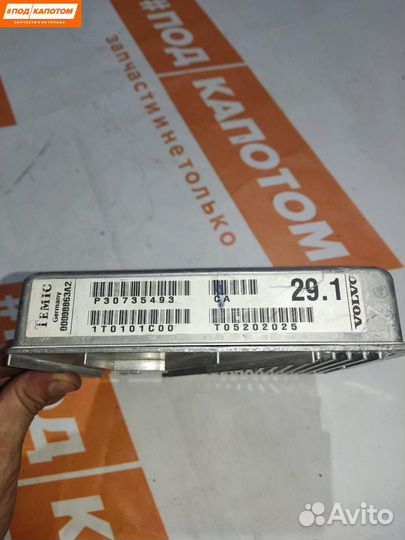 #ПОД КАПОТОМ
запчасти и не только
#ПОД
КАПОТОМ
запчасти и не только
TEMIC
Germany
00008863A2
P30735493
CA
29.1
VOLVO
1T0101C00
T05202025
Avito